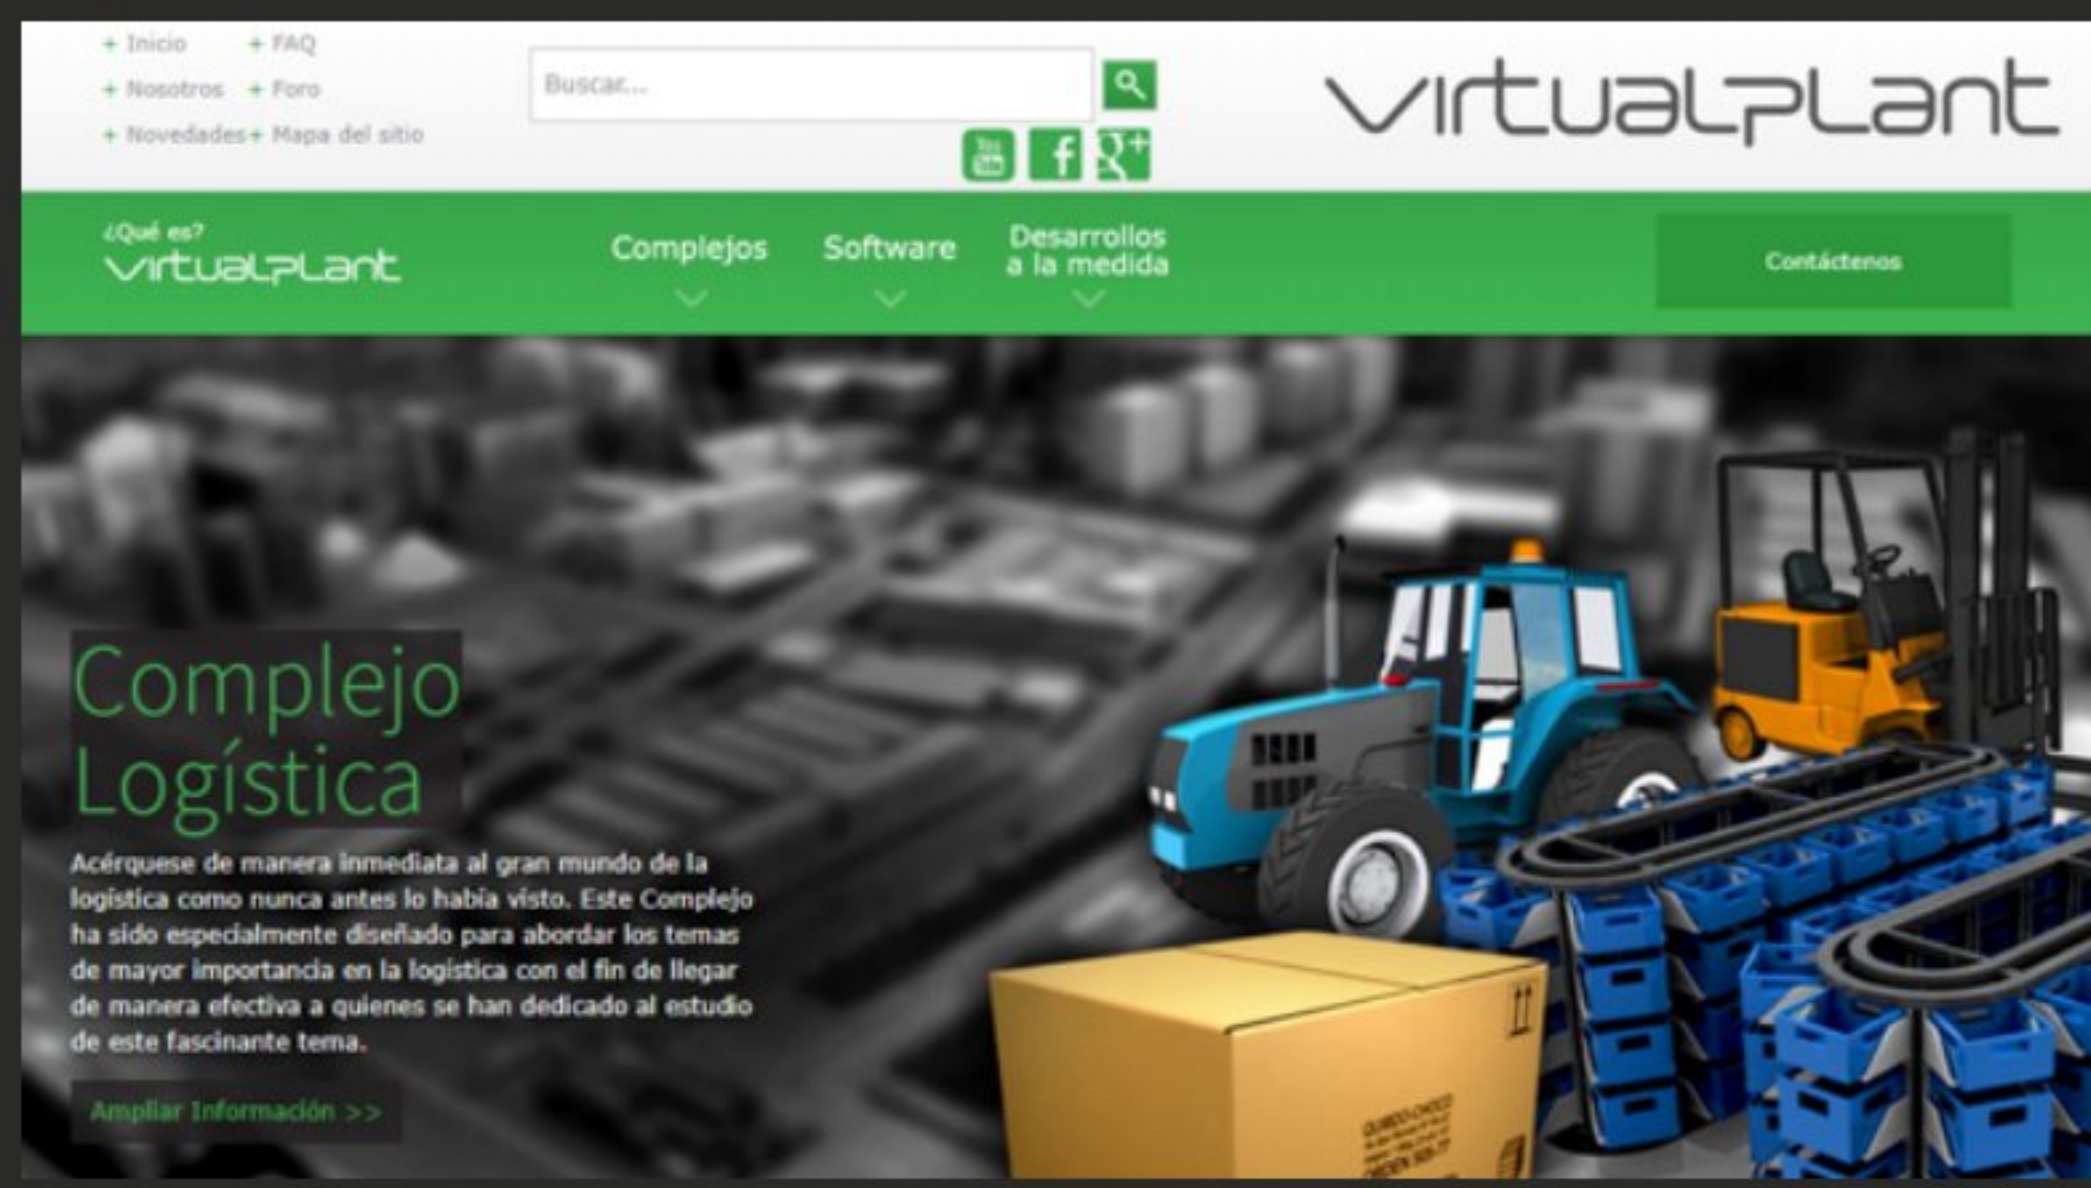 + Inicio
+ FAQ
+ Nosotros
+ Foro
+ Novedades
+ Mapa del sitio
Buscar...
You
f
g+
VirtualPlant
¿Qué es?
VirtualPlant
Complejos
Software
Desarrollos
a la medida
Contáctenos
Complejo
Logística
Acérquese de manera inmediata al gran mundo de la
logística como nunca antes lo había visto. Este Complejo
ha sido especialmente diseñado para abordar los temas
de mayor importancia en la logística con el fin de llegar
de manera efectiva a quienes se han dedicado al estudio
de este fascinante tema.
Ampliar Información >>